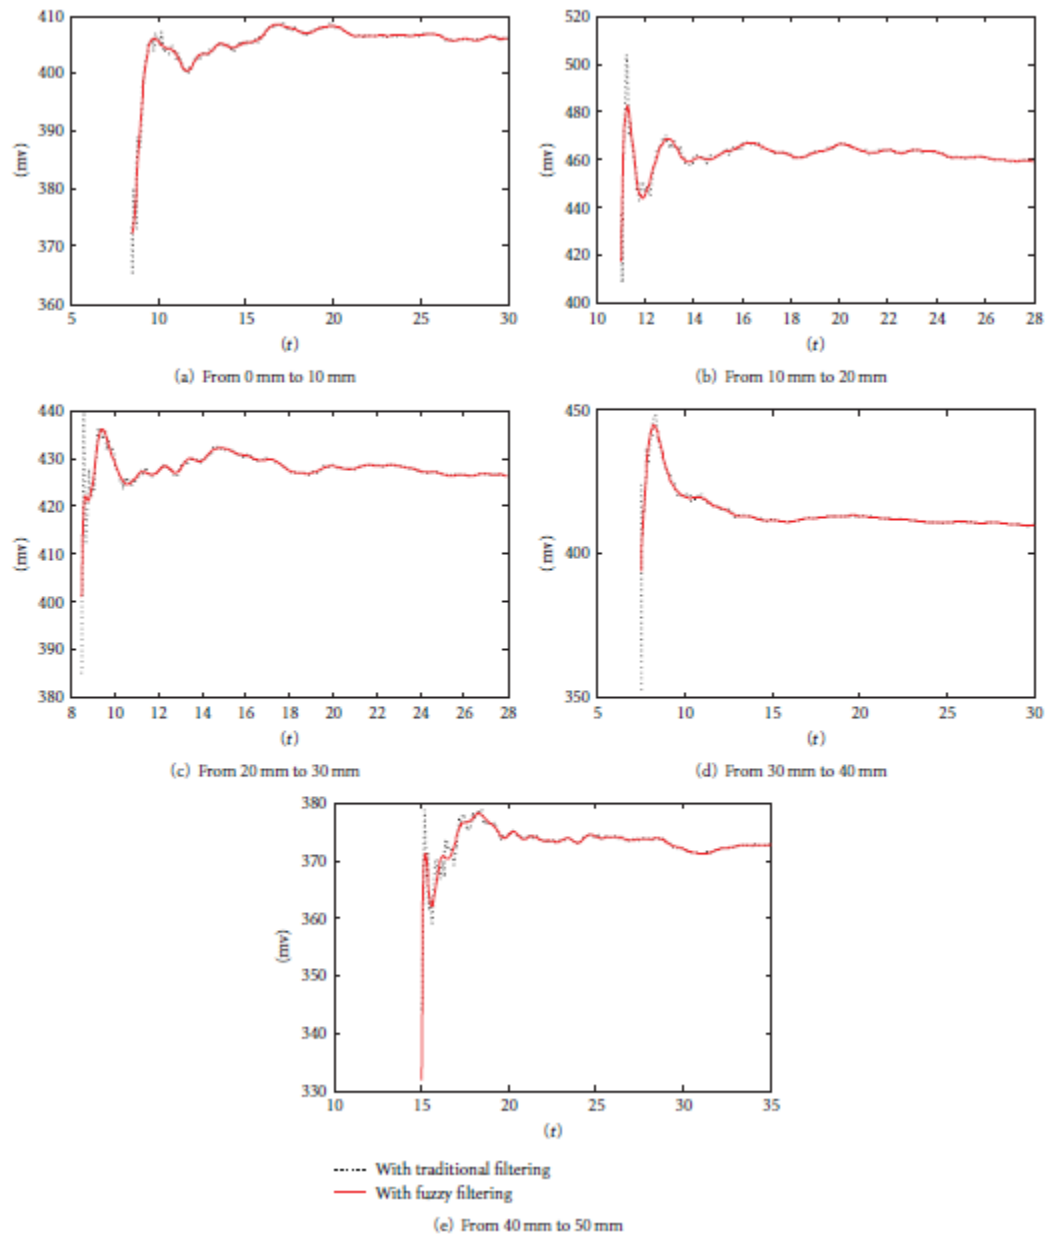 410
400
390
380
370
360
(mv)
5 10 15 20 25 30
(t)
(a) From 0 mm to 10 mm
520
500
480
460
440
420
400
(mv)
10 12 14 16 18 20 22 24 26 28
(t)
(b) From 10 mm to 20 mm
440
430
420
410
400
390
380
(mv)
8 10 12 14 16 18 20 22 24 26 28
(t)
(c) From 20 mm to 30 mm
450
400
350
(mv)
5 10 15 20 25 30
(t)
(d) From 30 mm to 40 mm
380
370
360
350
340
330
(mv)
10 15 20 25 30 35
(t)
With traditional filtering
With fuzzy filtering
(e) From 40 mm to 50 mm